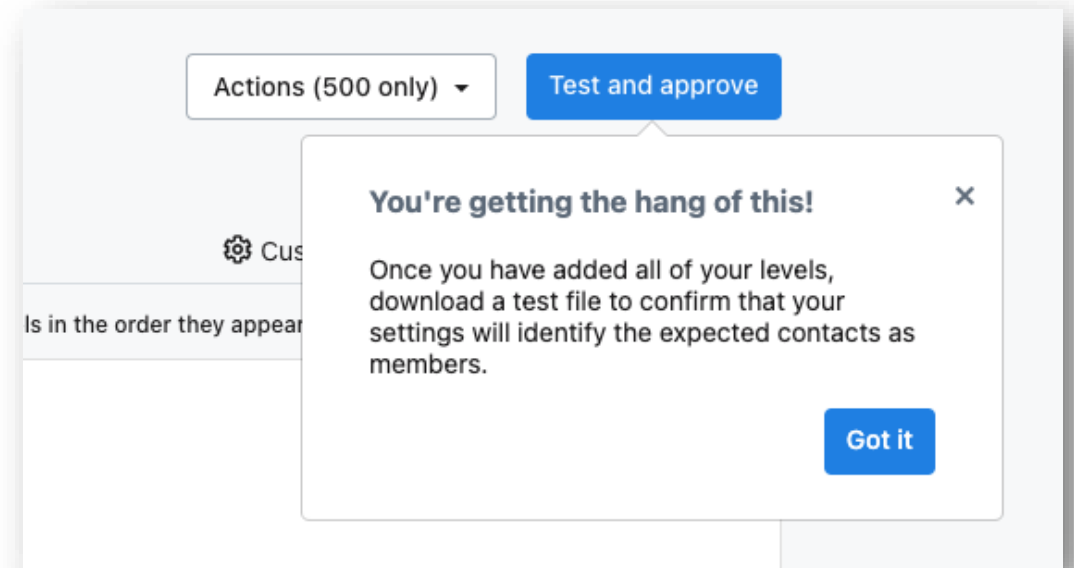 Actions (500 only)
Test and approve
You're getting the hang of this!
Cus
Once you have added all of your levels,
download a test file to confirm that your
ls in the order they appear
settings will identify the expected contacts as
members.
Got it